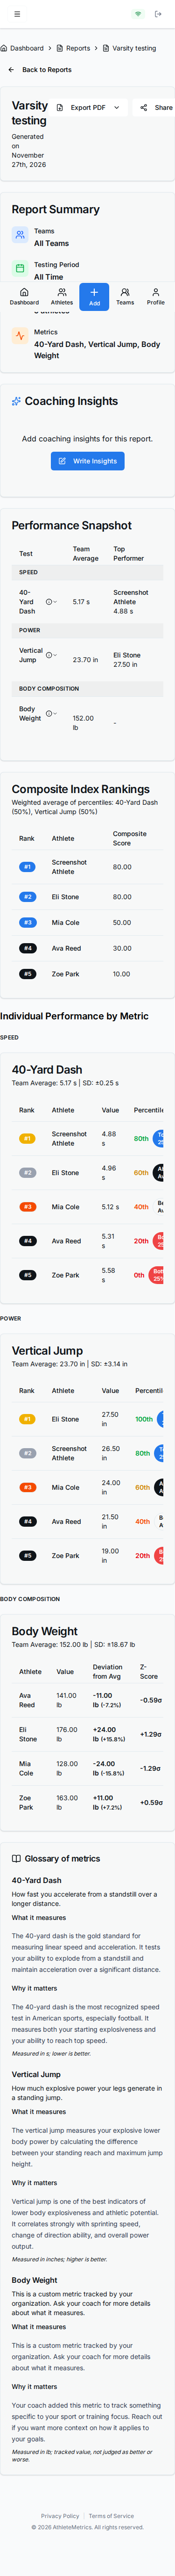 Dashboard > Reports > Varsity testing
Back to Reports
Varsity testing
Export PDF
Share
Generated on November 27th, 2026
Report Summary
Teams
All Teams
Testing Period
All Time
Dashboard
Athletes
Add
Teams
Profile
Metrics
40-Yard Dash, Vertical Jump, Body Weight
Coaching Insights
Add coaching insights for this report.
Write Insights
Performance Snapshot
Test Team Average Top Performer
SPEED
40-Yard Dash 5.17 s Screenshot Athlete 4.88 s
POWER
Vertical Jump 23.70 in Eli Stone 27.50 in
BODY COMPOSITION
Body Weight 152.00 lb -
Composite Index Rankings
Weighted average of percentiles: 40-Yard Dash (50%), Vertical Jump (50%)
Rank Athlete Composite Score
#1 Screenshot Athlete 80.00
#2 Eli Stone 80.00
#3 Mia Cole 50.00
#4 Ava Reed 30.00
#5 Zoe Park 10.00
Individual Performance by Metric
SPEED
40-Yard Dash
Team Average: 5.17 s | SD: ±0.25 s
Rank Athlete Value Percentile
#1 Screenshot Athlete 4.88 s 80th
#2 Eli Stone 4.96 s 60th
#3 Mia Cole 5.12 s 40th
#4 Ava Reed 5.31 s 20th
#5 Zoe Park 5.58 s 0th
POWER
Vertical Jump
Team Average: 23.70 in | SD: ±3.14 in
Rank Athlete Value
#1 Eli Stone 27.50 in 100th
#2 Screenshot Athlete 26.50 in 80th
#3 Mia Cole 24.00 in 60th
#4 Ava Reed 21.50 in 40th
#5 Zoe Park 19.00 in 20th
BODY COMPOSITION
Body Weight
Team Average: 152.00 lb | SD: ±18.67 lb
Athlete Value Deviation from Avg Z-Score
Ava Reed 141.00 lb -11.00 lb (-7.2%) -0.59σ
Eli Stone 176.00 lb +24.00 lb (+15.8%) +1.29σ
Mia Cole 128.00 lb -24.00 lb (-15.8%) -1.29σ
Zoe Park 163.00 lb +11.00 lb (+7.2%) +0.59σ
Glossary of metrics
40-Yard Dash
How fast you accelerate from a standstill over a longer distance.
What it measures
The 40-yard dash is the gold standard for measuring linear speed and acceleration. It tests your ability to explode from a standstill and maintain acceleration over a significant distance.
Why it matters
The 40-yard dash is the most recognized speed test in American sports, especially football. It measures both your starting explosiveness and your ability to reach top speed.
Measured in s; lower is better.
Vertical Jump
How much explosive power your legs generate in a standing jump.
What it measures
The vertical jump measures your explosive lower body power by calculating the difference between your standing reach and maximum jump height.
Why it matters
Vertical jump is one of the best indicators of lower body explosiveness and athletic potential. It correlates strongly with sprinting speed, change of direction ability, and overall power output.
Measured in inches; higher is better.
Body Weight
This is a custom metric tracked by your organization. Ask your coach for more details about what it measures.
What it measures
This is a custom metric tracked by your organization. Ask your coach for more details about what it measures.
Why it matters
Your coach added this metric to track something specific to your sport or training focus. Reach out if you want more context on how it applies to your goals.
Measured in lb; tracked value, not judged as better or worse.
Privacy Policy | Terms of Service
© 2026 AthleteMetrics. All rights reserved.